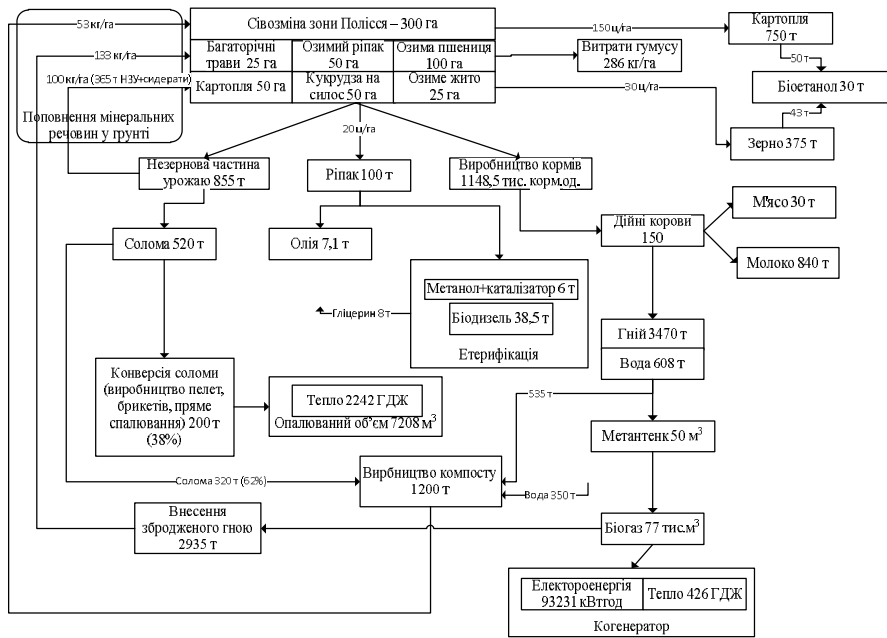 53 кг/га
Сівозміна зони Полісся – 300 га
150 ц/га
Картопля
750 т
133 кг/га
Багаторічні
трави 25 га
Озимий ріпак
50 га
Озима пшениця
100 га
Витрати гумусу
286 кг/га
50 т
100 кг/га (365 т НЗУ+сидерати)
Картопля 50 га
Кукрудза на
силос 50 га
Озиме жито
25 га
30 ц/га
Біоетанол 30 т
43 т
Поповнення мінеральних
речовин у грунті
20 ц/га
Зерно 375 т
Незернова частина
урожаю 855 т
Ріпак 100 т
Виробництво кормів
1148,5 тис. корм.од.
М'ясо 30 т
Дійні корови
150
Солома 520 т
Олія 7,1 т
Молоко 840 т
Метанол+каталізатор 6 т
Гліцерин 8 т
Біодизель 38,5 т
Етерифікація
Гній 3470 т
Вода 608 т
Конверсія соломи
(виробництво пелет,
брикетів, пряме
спалювання) 200 т
(38%)
Тепло 2242 ГДЖ
Опалюваний об’єм 7208 м³
535 т
Метантенк 50 м³
Солома 320 т (62%)
Вирбництво компосту
1200 т
Вода 350 т
Внесення
збродженого гною
2935 т
Біогаз 77 тис.м³
Електороенергія
93231 кВтгод
Тепло 426 ГДЖ
Когенератор